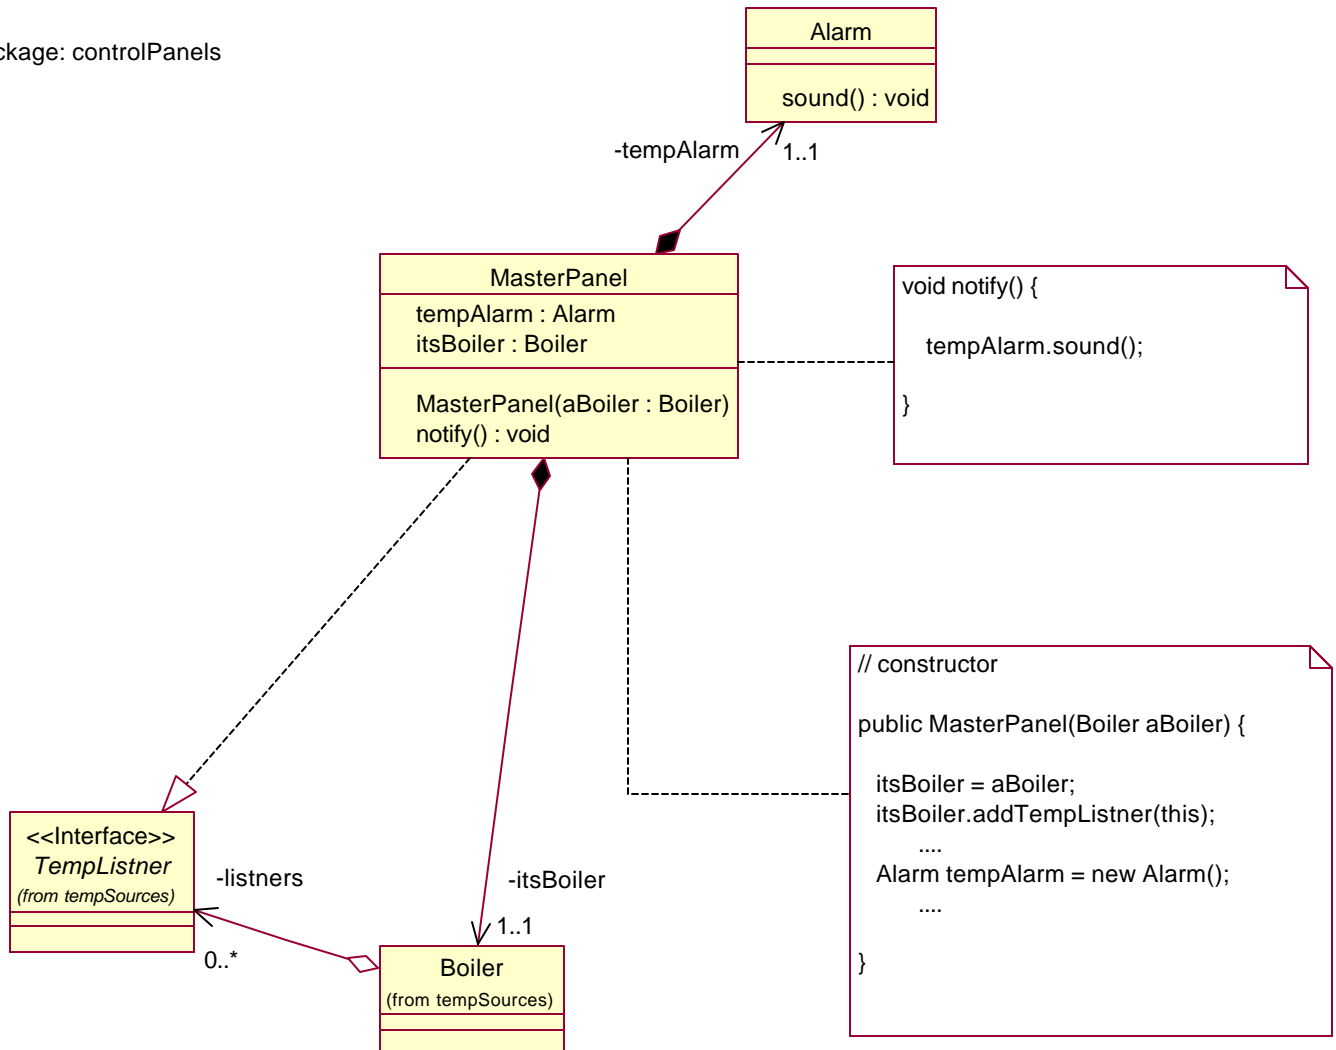 ckage: controlPanels
Alarm
sound() : void
-tempAlarm
1..1
MasterPanel
tempAlarm : Alarm
itsBoiler : Boiler
MasterPanel(aBoiler : Boiler)
notify() : void
void notify() {
tempAlarm.sound();
}
// constructor
public MasterPanel(Boiler aBoiler) {
itsBoiler = aBoiler;
itsBoiler.addTempListner(this);
....
Alarm tempAlarm = new Alarm();
....
}
<<Interface>>
TempListner
(from tempSources)
-listners
0..*
-itsBoiler
1..1
Boiler
(from tempSources)